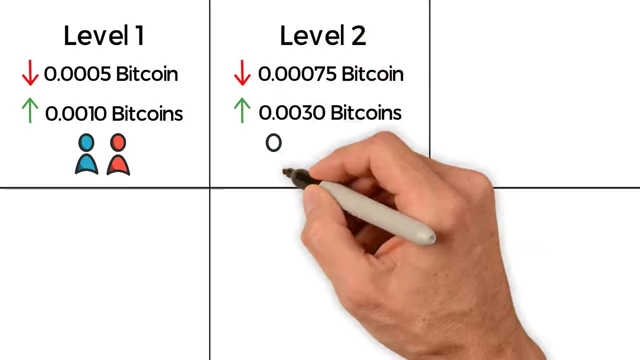 Level 1
0.0005 Bitcoin
0.0010 Bitcoins
Level 2
0.00075 Bitcoin
0.0030 Bitcoins